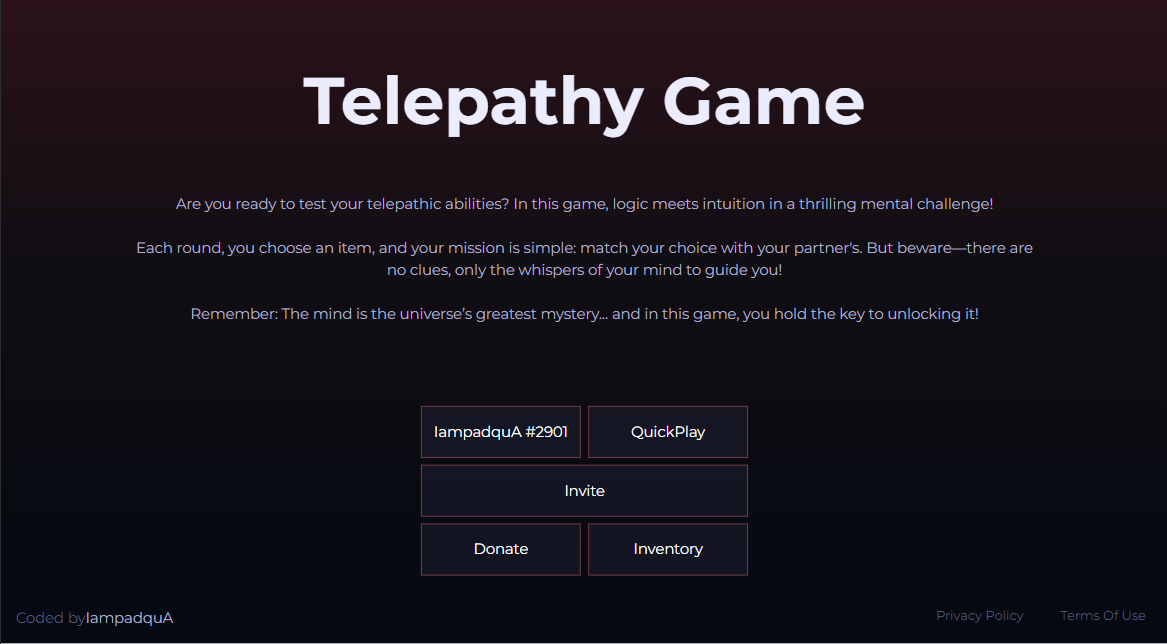 Telepathy Game
Are you ready to test your telepathic abilities? In this game, logic meets intuition in a thrilling mental challenge!
Each round, you choose an item, and your mission is simple: match your choice with your partner's. But beware—there are
no clues, only the whispers of your mind to guide you!
Remember: The mind is the universe’s greatest mystery... and in this game, you hold the key to unlocking it!
IampadquA #2901
QuickPlay
Invite
Donate
Inventory
Coded byIampadquA
Privacy Policy
Terms Of Use